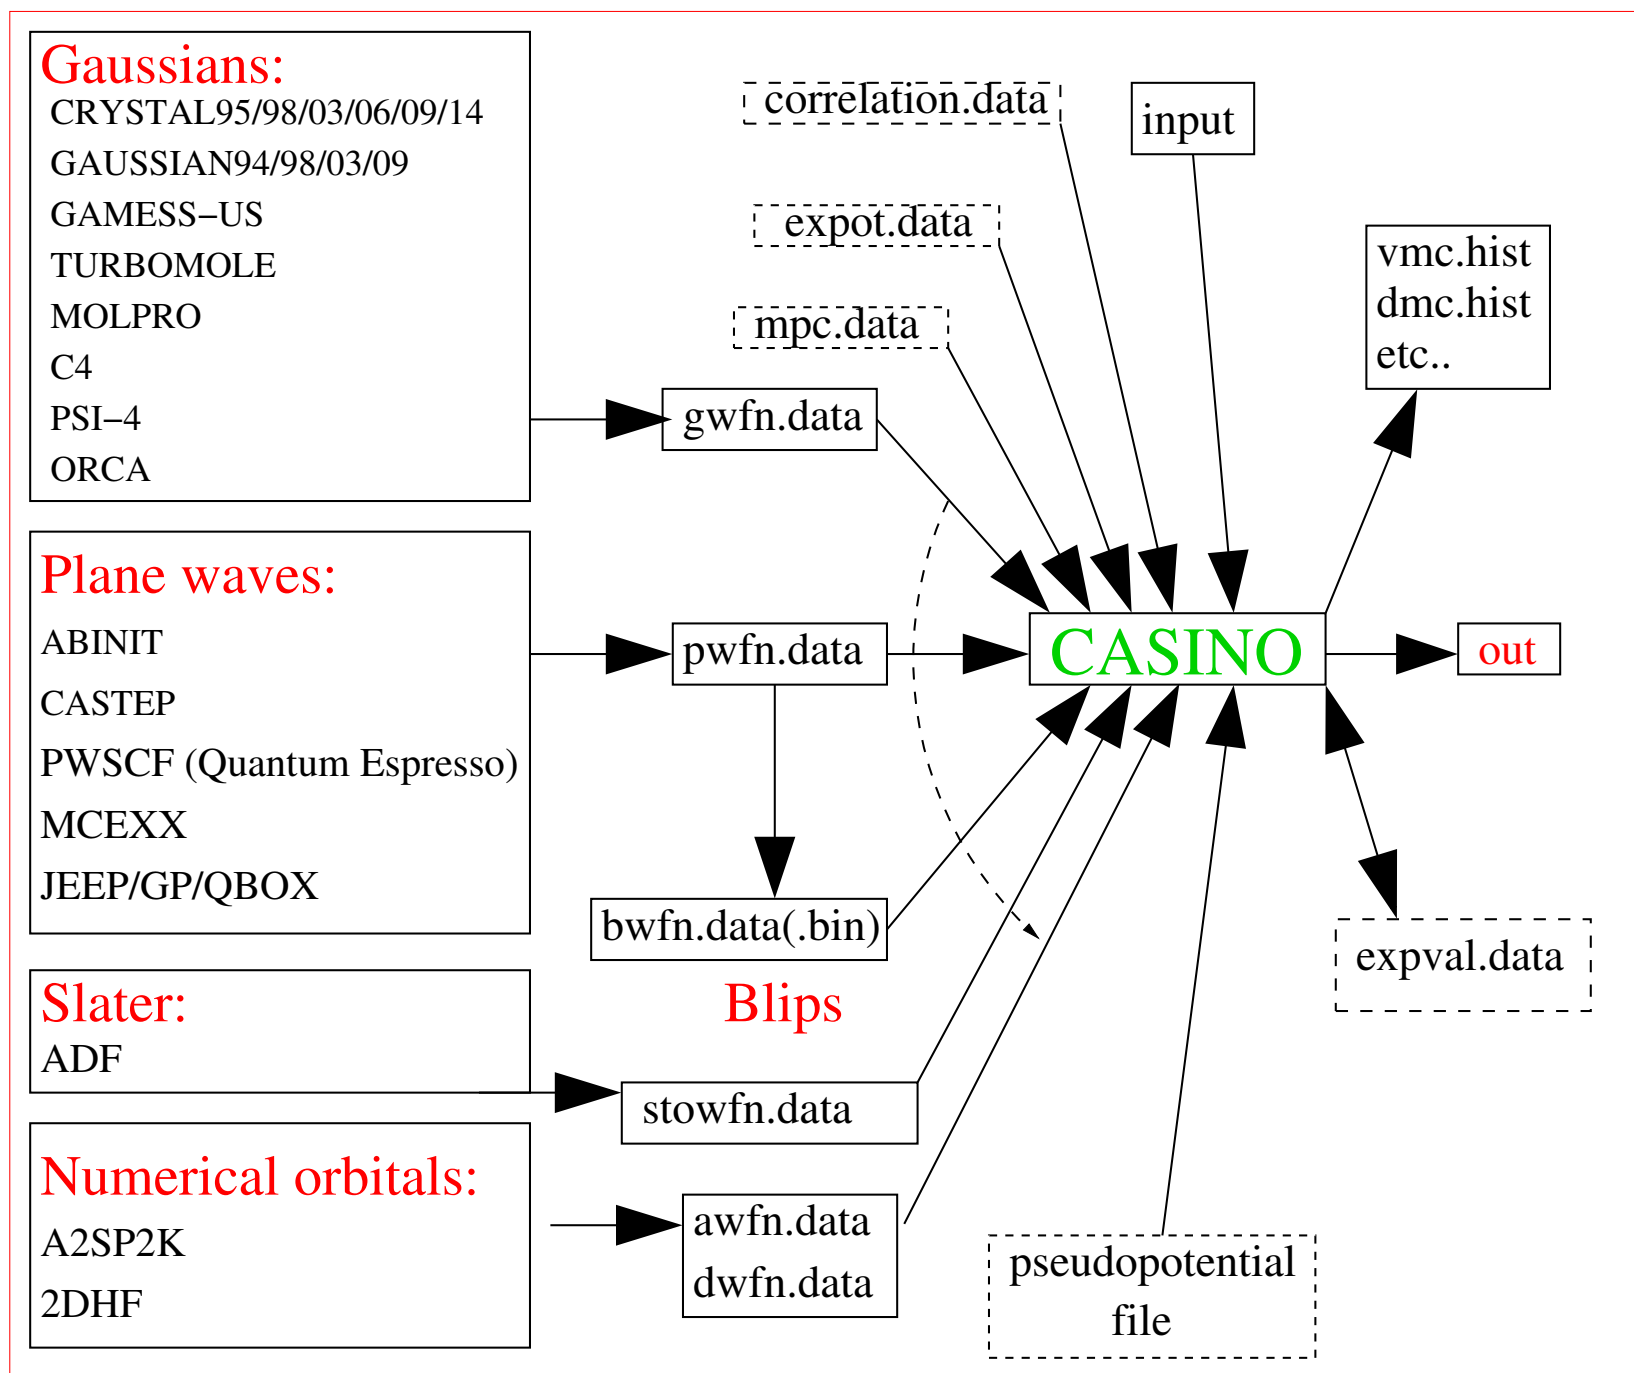 Gaussians:
CRYSTAL95/98/03/06/09/14
GAUSSIAN94/98/03/09
GAMESS−US
TURBOMOLE
MOLPRO
C4
PSI−4
ORCA
Plane waves:
ABINIT
CASTEP
PWSCF (Quantum Espresso)
MCEXX
JEEP/GP/QBOX
Slater:
ADF
Numerical orbitals:
A2SP2K
2DHF
correlation.data
expot.data
mpc.data
gwfn.data
pwfn.data
bwfn.data(.bin)
Blips
stowfn.data
awfn.data
dwfn.data
input
CASINO
pseudopotential
file
vmc.hist
dmc.hist
etc..
out
expval.data